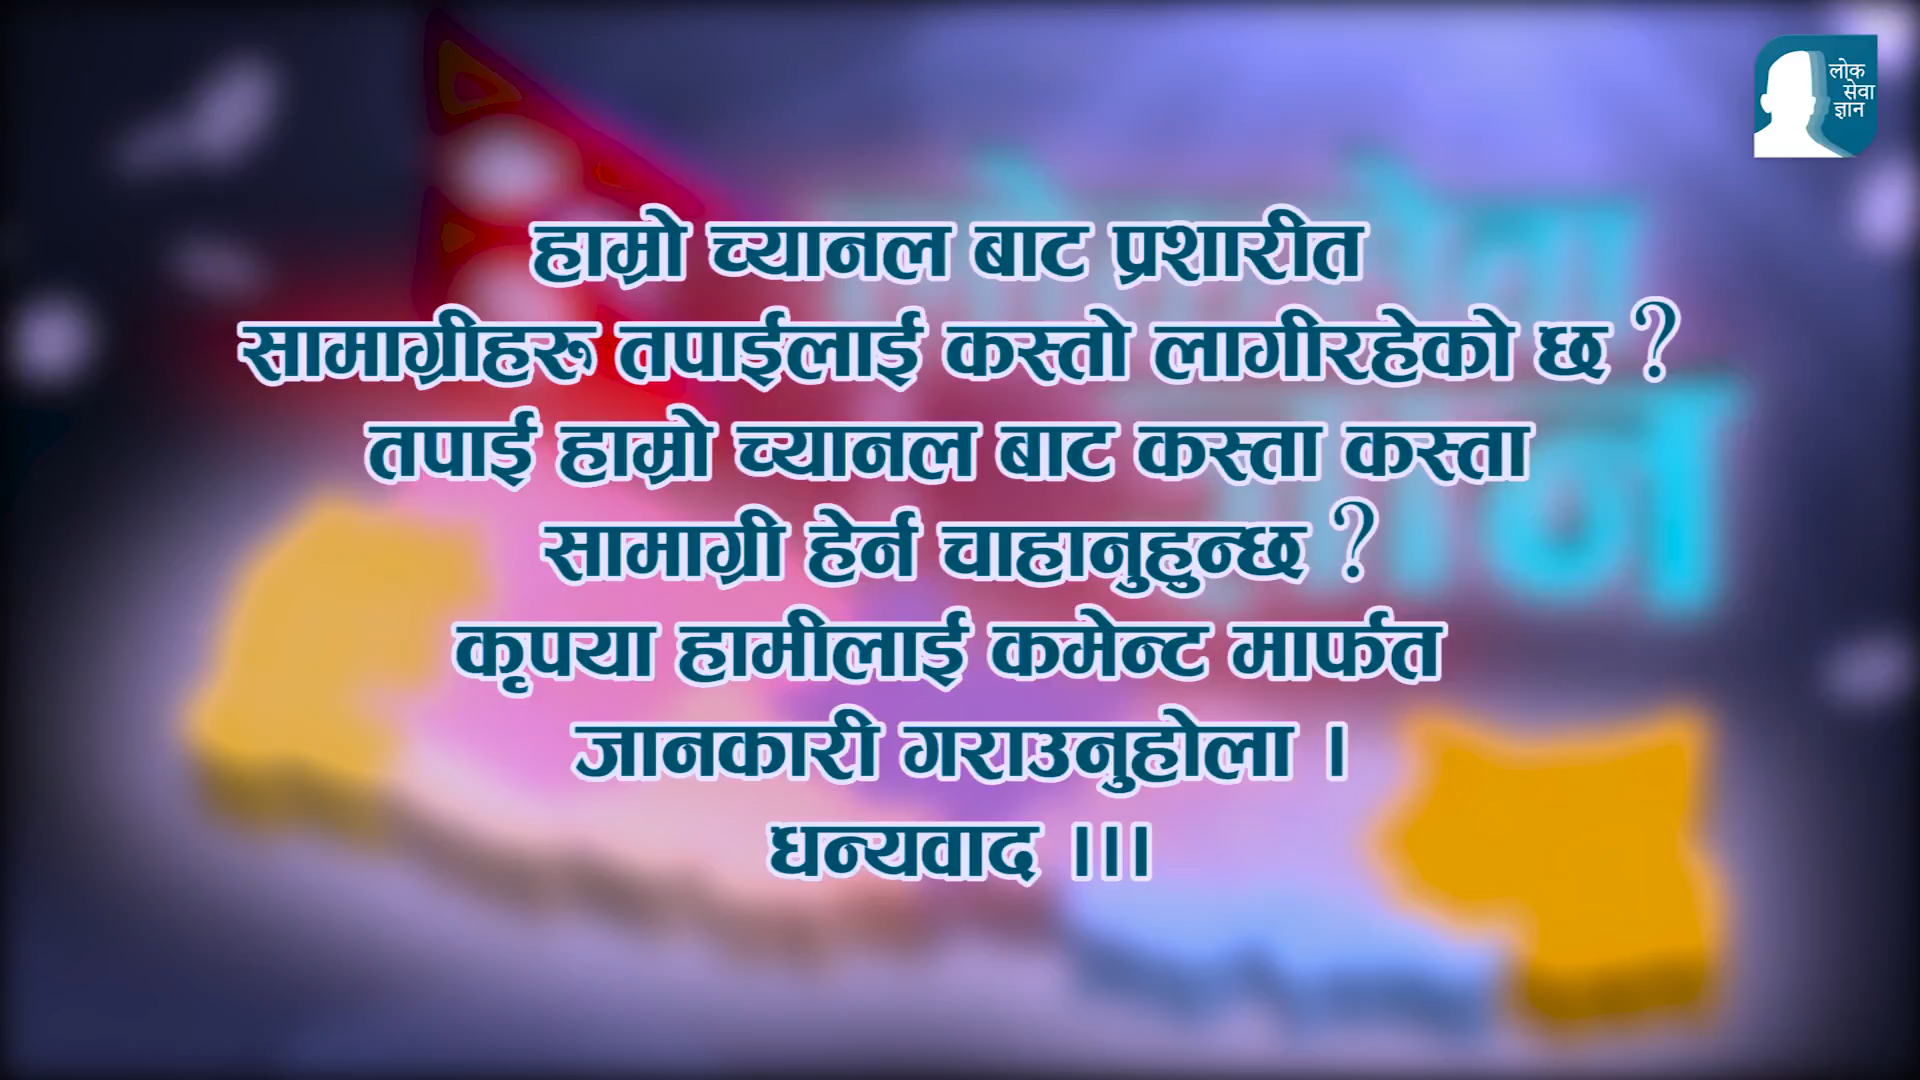 लोक
सेवा
ज्ञान
हाम्रो च्यानल बाट प्रशारीत
सामाग्रीहरु तपाईलाई कस्तो लागीरहेको छ ?
तपाई हाम्रो च्यानल बाट कस्ता कस्ता
सामाग्री हेर्न चाहानुहुन्छ ?
कृपया हामीलाई कमेन्ट मार्फत
जानकारी गराउनुहोला ।
धन्यवाद ।।।